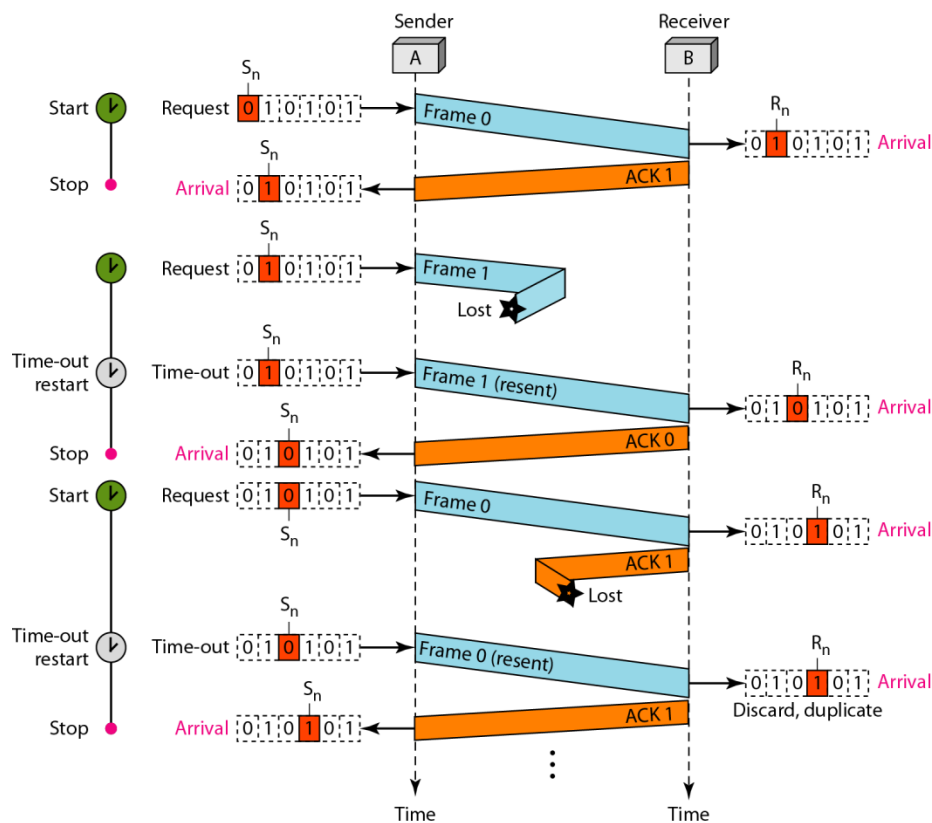 Sender Receiver
A B
Sn
Start Request 0 1 0 1 0 1 Frame 0 Rn
0 1 0 1 0 1 Arrival
Sn
Stop Arrival 0 1 0 1 0 1 ACK 1
Sn
Request 0 1 0 1 0 1 Frame 1
Lost
Sn
Time-out restart Time-out 0 1 0 1 0 1 Frame 1 (resent) Rn
0 1 0 1 0 1 Arrival
Sn
Stop Arrival 0 1 0 1 0 1 ACK 0
Start Request 0 1 0 1 0 1 Frame 0 Rn
Sn
0 1 0 1 0 1 Arrival
ACK 1
Lost
Sn
Time-out restart Time-out 0 1 0 1 0 1 Frame 0 (resent) Rn
0 1 0 1 0 1 Arrival
Discard, duplicate
Sn
Stop Arrival 0 1 0 1 0 1 ACK 1
Time Time